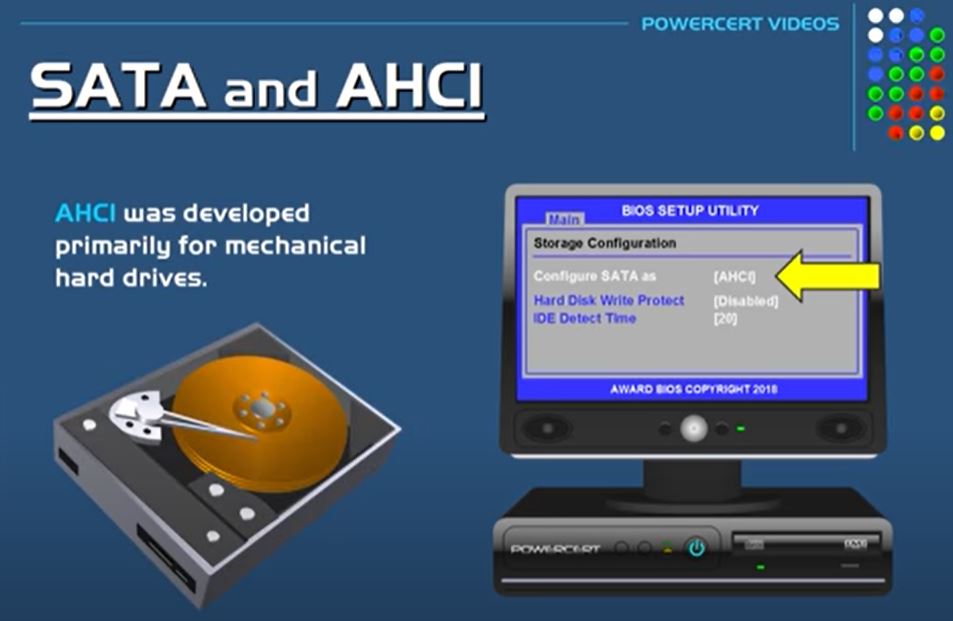 POWERCERT VIDEOS
SATA and AHCI
AHCI was developed
primarily for mechanical
hard drives.
BIOS SETUP UTILITY
Main
Storage Configuration
Configure SATA as [AHCI]
Hard Disk Write Protect [Disabled]
IDE Detect Time [20]
AWARD BIOS COPYRIGHT 2018
POWERCERT